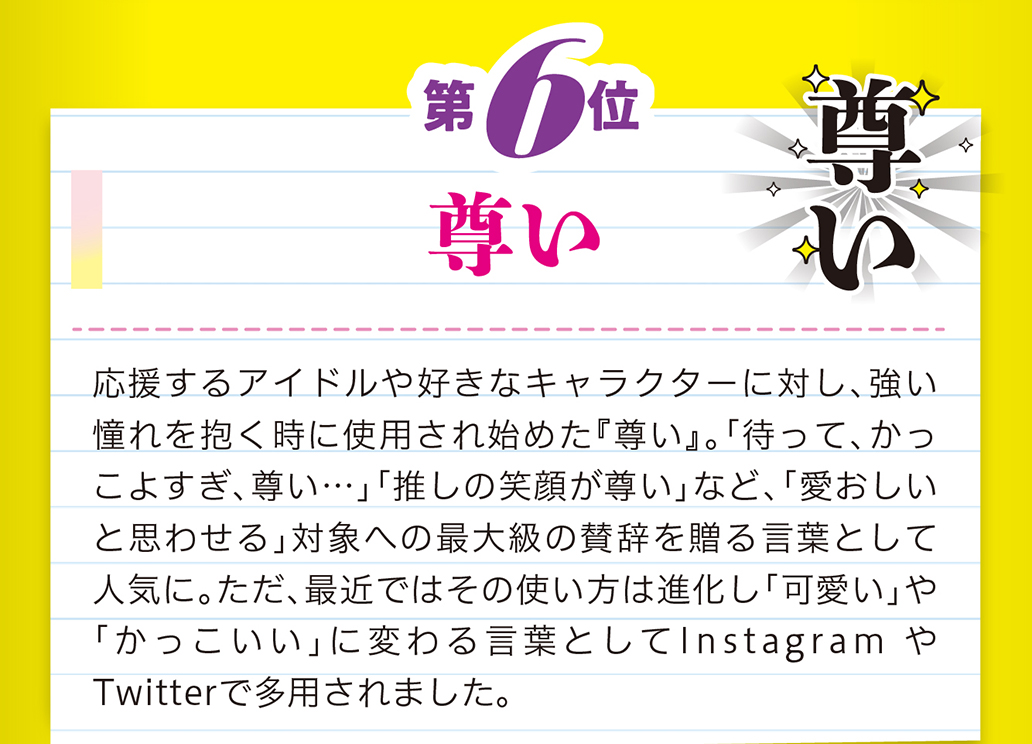 第6位
尊い
尊い
応援するアイドルや好きなキャラクターに対し、強い
憧れを抱く時に使用され始めた『尊い』。「待って、かっ
こよすぎ、尊い…」「推しの笑顔が尊い」など、「愛おしい
と思わせる」対象への最大級の賛辞を贈る言葉として
人気に。ただ、最近ではその使い方は進化し「可愛い」や
「かっこいい」に変わる言葉としてInstagram や
Twitterで多用されました。